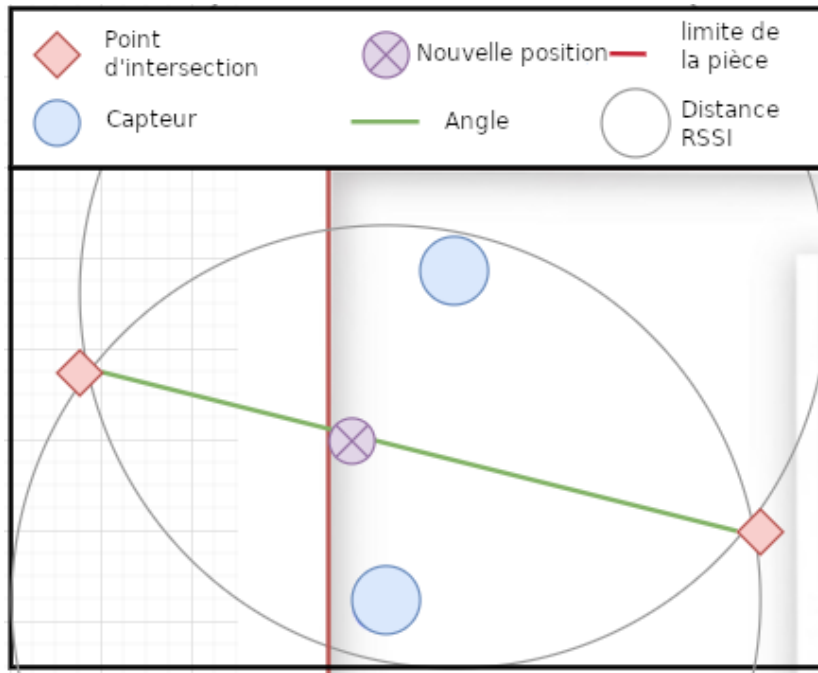 Point
d'intersection
Nouvelle position
limite de
la pièce
Capteur
Angle
Distance
RSSI